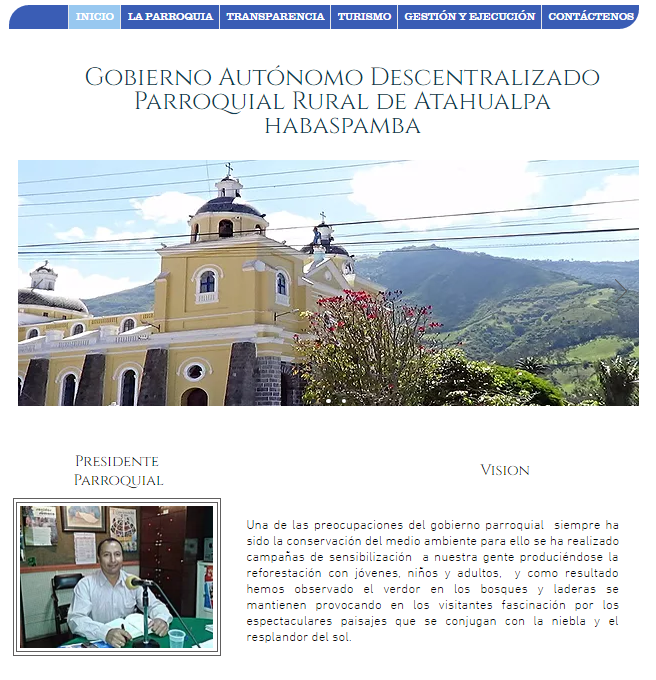 INICIO LA PARROQUIA TRANSPARENCIA TURISMO GESTIÓN Y EJECUCIÓN CONTÁCTENOS
Gobierno Autónomo Descentralizado
Parroquial Rural de Atahualpa
habaspamba
Presidente
Parroquial
Vision
Una de las preocupaciones del gobierno parroquial siempre ha
sido la conservación del medio ambiente para ello se ha realizado
campañas de sensibilización a nuestra gente produciéndose la
reforestación con jóvenes, niños y adultos, y como resultado
hemos observado el verdor en los bosques y laderas se
mantienen provocando en los visitantes fascinación por los
espectaculares paisajes que se conjugan con la niebla y el
resplandor del sol.